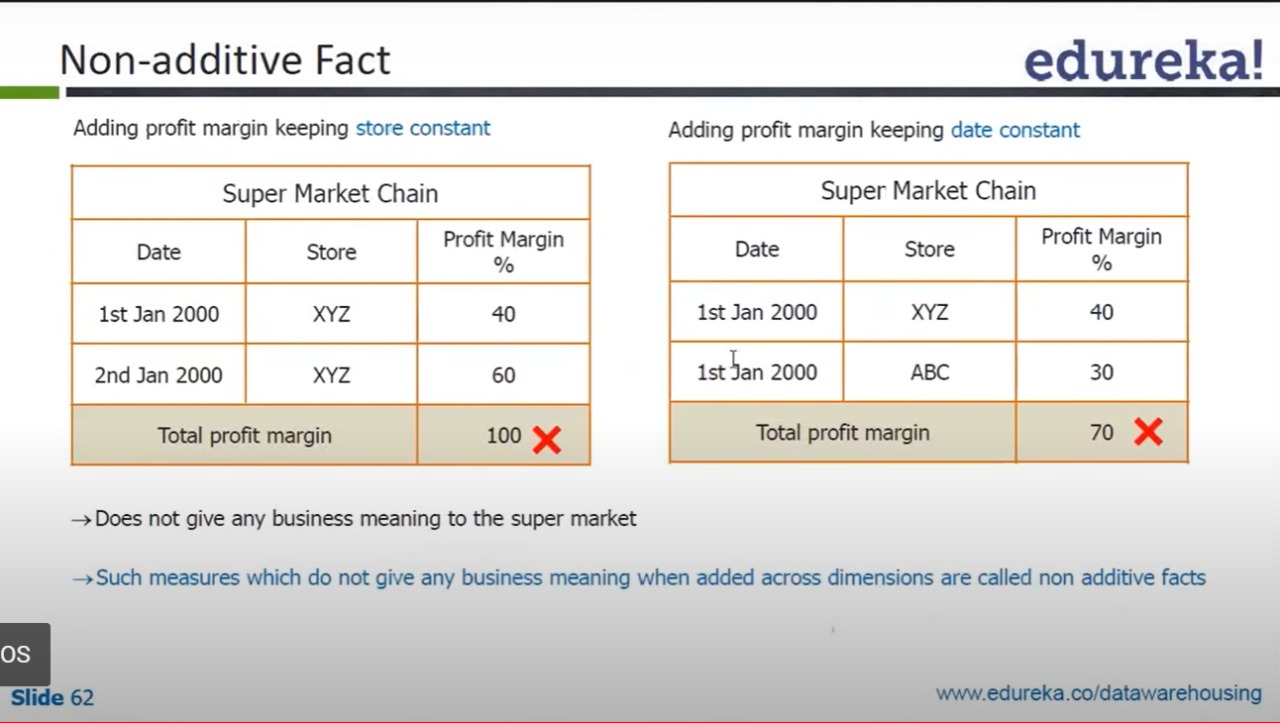 Non-additive Fact
edureka!
Adding profit margin keeping store constant
Super Market Chain
Date Store Profit Margin %
1st Jan 2000 XYZ 40
2nd Jan 2000 XYZ 60
Total profit margin 100
Adding profit margin keeping date constant
Super Market Chain
Date Store Profit Margin %
1st Jan 2000 XYZ 40
1st Jan 2000 ABC 30
Total profit margin 70
→Does not give any business meaning to the super market
→Such measures which do not give any business meaning when added across dimensions are called non additive facts
os
Slide 62
www.edureka.co/datawarehousing